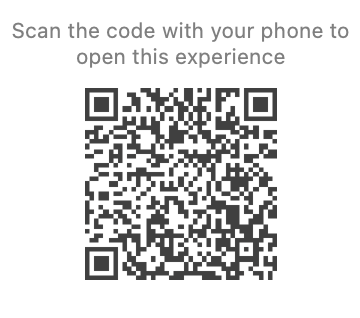 Scan the code with your phone to
open this experience